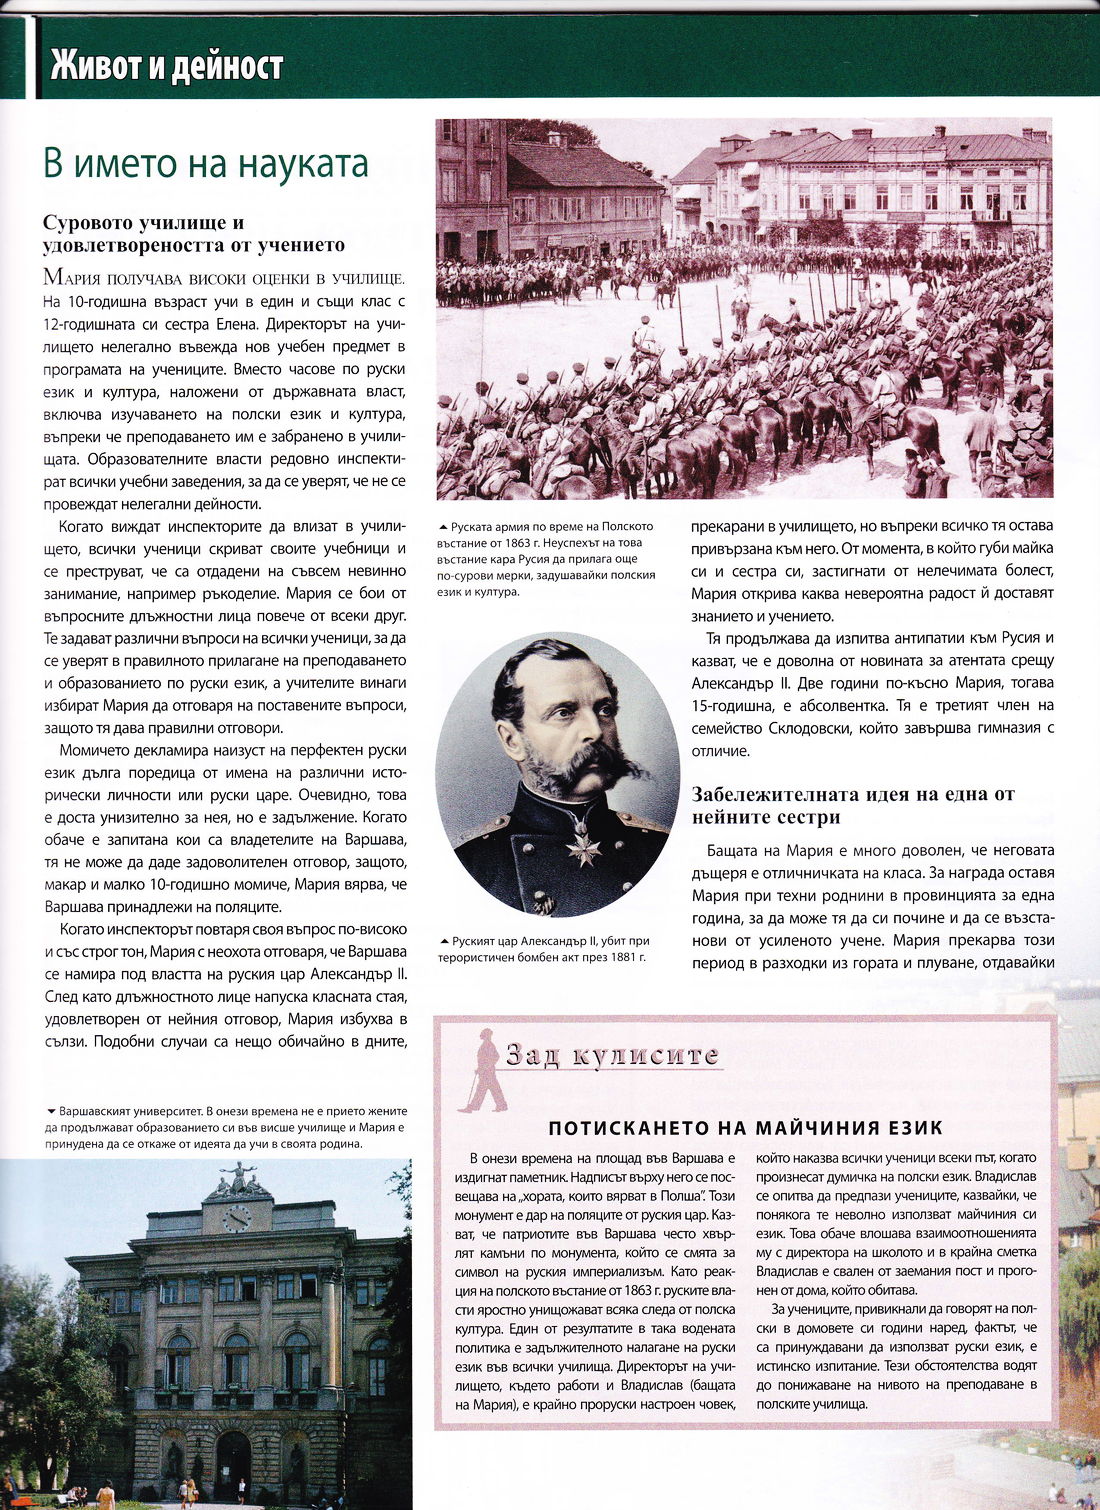 Живот и дейност
В името на науката
Суровото училище и
удовлетвореността от учението
Мария получава високи оценки в училище.
На 10-годишна възраст учи в един и същи клас с
12-годишната си сестра Елена. Директорът на учи-
лището нелегално въвежда нов учебен предмет в
програмата на учениците. Вместо часове по руски
език и култура, наложени от държавната власт,
включва изучаването на полски език и култура,
въпреки че преподаването им е забранено в учили-
щата. Образователните власти редовно инспекти-
рат всички учебни заведения, за да се уверят, че не се
провеждат нелегални дейности.
Когато виждат инспекторите да влизат в учили-
щето, всички ученици скриват своите учебници и
се преструват, че са отдадени на съвсем невинно
занимание, например ръкоделие. Мария се бои от
въпросните длъжностни лица повече от всеки друг.
Те задават различни въпроси на всички ученици, за да
се уверят в правилното прилагане на преподаването
и образованието по руски език, а учителите винаги
избират Мария да отговаря на поставените въпроси,
защото тя дава правилни отговори.
Момичето декламира наизуст на перфектен руски
език дълга поредица от имена на различни исто-
рически личности или руски царе. Очевидно, това
е доста унизително за нея, но е задължение. Когато
обаче е запитана кои са владетелите на Варшава,
тя не може да даде задоволителен отговор, защото,
макар и малко 10-годишно момиче, Мария вярва, че
Варшава принадлежи на поляците.
Когато инспекторът повтаря своя въпрос по-високо
и със строг тон, Мария с неохота отговаря, че Варшава
се намира под властта на руския цар Александър II.
След като длъжностното лице напуска класната стая,
удовлетворен от нейния отговор, Мария избухва в
сълзи. Подобни случаи са нещо обичайно в дните,
▾ Варшавският университет. В онези времена не е прието жените
да продължават образованието си във висше училище и Мария е
принудена да се откаже от идеята да учи в своята родина.
▴ Руската армия по време на Полското
въстание от 1863 г. Неуспехът на това
въстание кара Русия да прилага още
по-сурови мерки, задушавайки полския
език и култура.
▴ Руският цар Александър II, убит при
терористичен бомбен акт през 1881 г.
прекарани в училището, но въпреки всичко тя остава
привързана към него. От момента, в който губи майка
си и сестра си, застигнати от нелечимата болест,
Мария открива каква невероятна радост й доставят
знанието и учението.
Тя продължава да изпитва антипатии към Русия и
казват, че е доволна от новината за атентата срещу
Александър II. Две години по-късно Мария, тогава
15-годишна, е абсолвентка. Тя е третият член на
семейство Склодовски, който завършва гимназия с
отличие.
Забележителната идея на една от
нейните сестри
Бащата на Мария е много доволен, че неговата
дъщеря е отличничката на класа. За награда оставя
Мария при техни роднини в провинцията за една
година, за да може тя да си почине и да се възста-
нови от усиленото учене. Мария прекарва този
период в разходки из гората и плуване, отдавайки
Зад кулисите
ПОТИСКАНЕТО НА МАЙЧИНИЯ ЕЗИК
В онези времена на площад във Варшава е
издигнат паметник. Надписът върху него се пос-
вещава на „хората, които вярват в Полша”. Този
монумент е дар на поляците от руския цар. Каз-
ват, че патриотите във Варшава често хвър-
лят камъни по монумента, който се смята за
символ на руския империализъм. Като реак-
ция на полското въстание от 1863 г. руските вла-
сти яростно унищожават всяка следа от полска
култура. Един от резултатите в така водената
политика е задължителното налагане на руски
език във всички училища. Директорът на учи-
лището, където работи и Владислав (бащата
на Мария), е крайно проруски настроен човек,
който наказва всички ученици всеки път, когато
произнесат думичка на полски език. Владислав
се опитва да предпази учениците, казвайки, че
понякога те неволно използват майчиния си
език. Това обаче влошава взаимоотношенията
му с директора на школото и в крайна сметка
Владислав е свален от заемания пост и прого-
нен от дома, който обитава.
За учениците, привикнали да говорят на пол-
ски в домовете си години наред, фактът, че
са принуждавани да използват руски език, е
истинско изпитание. Тези обстоятелства водят
до понижаване на нивото на преподаване в
полските училища.